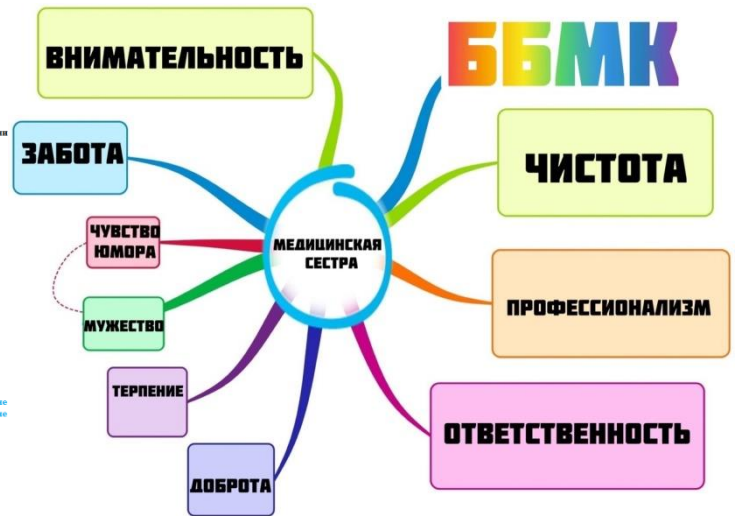 ВНИМАТЕЛЬНОСТЬ
ББМК
ЗАБОТА
ЧИСТОТА
ЧУВСТВО
ЮМОРА
МЕДИЦИНСКАЯ
СЕСТРА
МУЖЕСТВО
ПРОФЕССИОНАЛИЗМ
ТЕРПЕНИЕ
ОТВЕТСТВЕННОСТЬ
ДОБРОТА